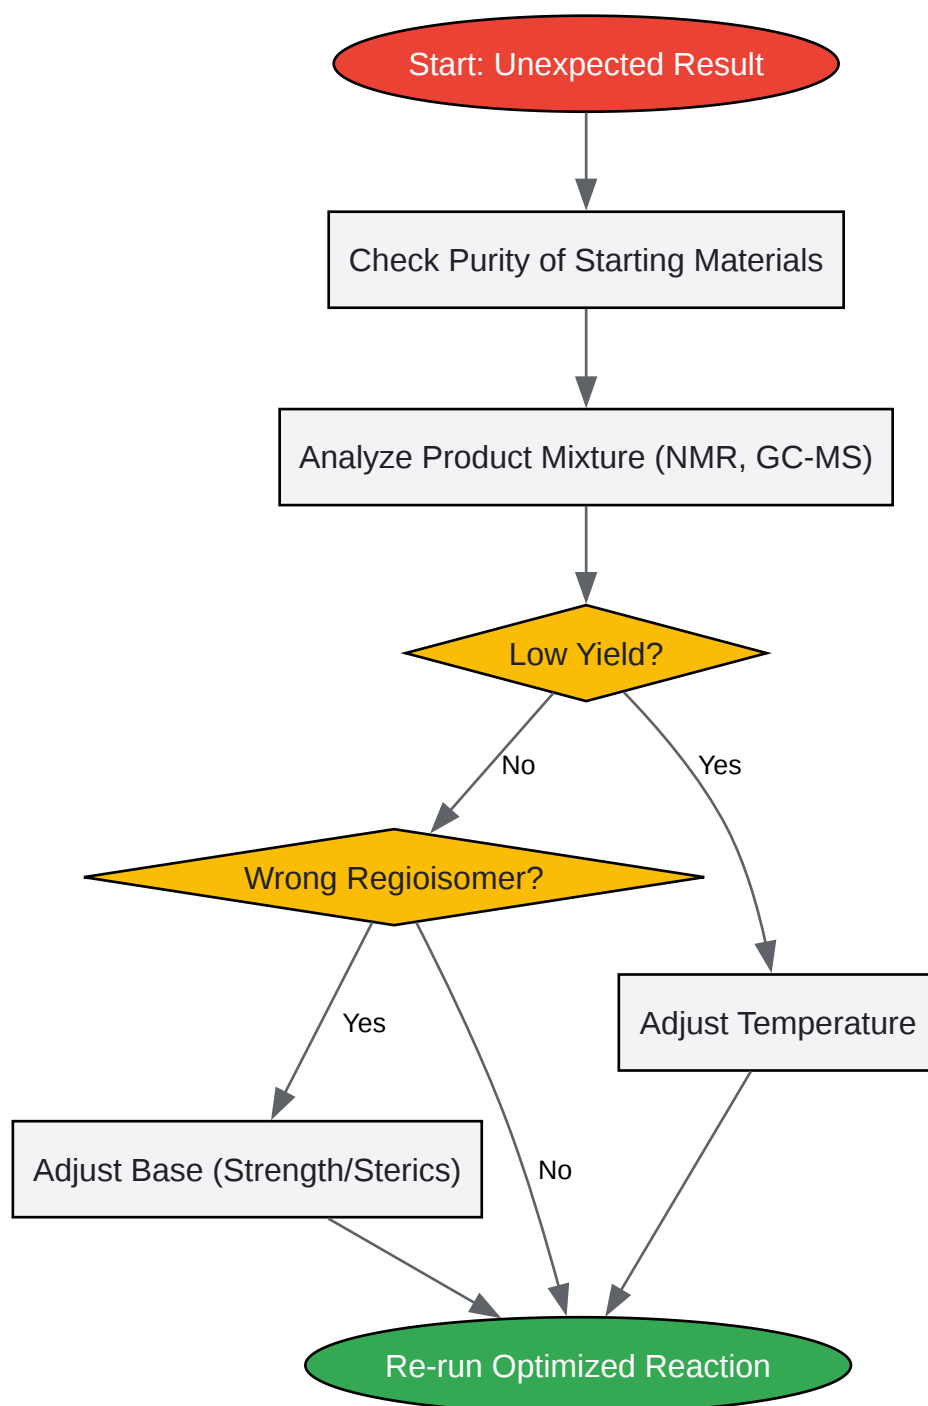 Start: Unexpected Result
Check Purity of Starting Materials
Analyze Product Mixture (NMR, GC-MS)
Low Yield?
No
Yes
Wrong Regioisomer?
Yes
Adjust Temperature
Adjust Base (Strength/Sterics)
No
Re-run Optimized Reaction